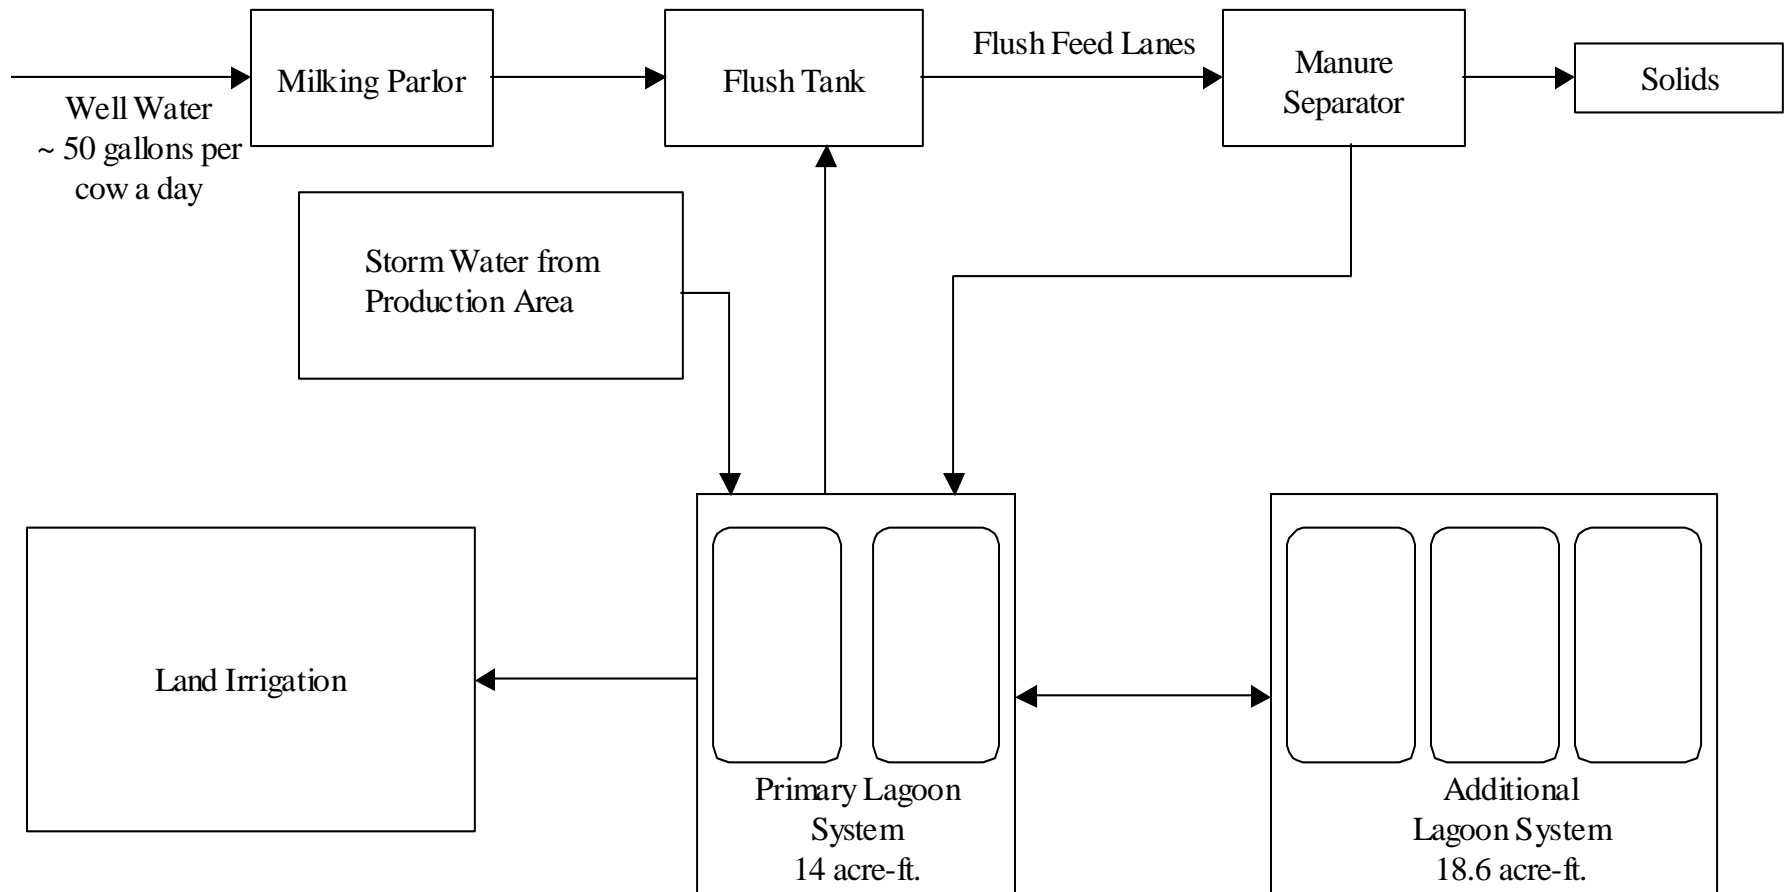 Flush Feed Lanes
Milking Parlor
Flush Tank
Manure
Separator
Solids
Well Water
~ 50 gallons per
cow a day
Storm Water from
Production Area
Land Irrigation
Primary Lagoon
System
14 acre-ft.
Additional
Lagoon System
18.6 acre-ft.